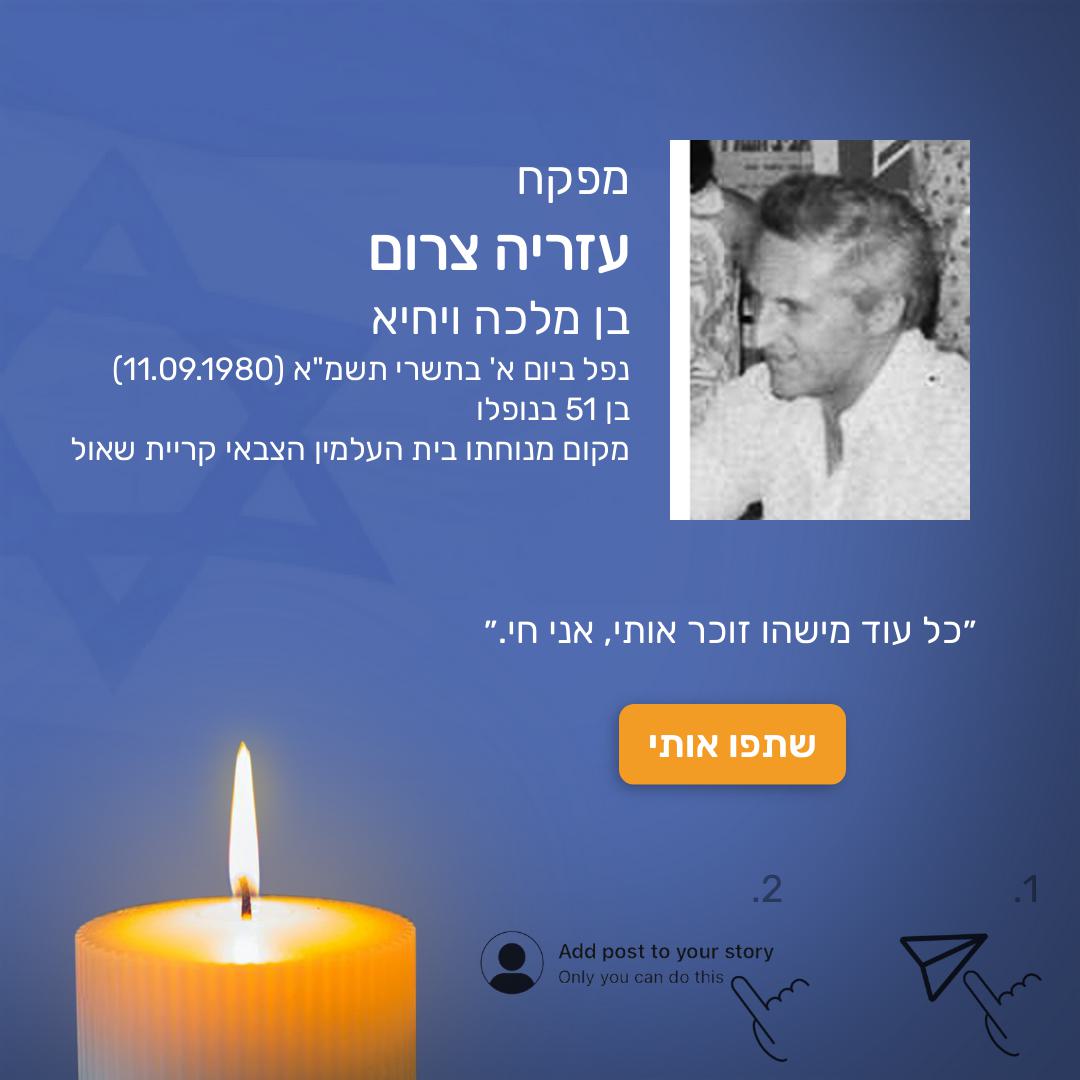 מפקח
עזריה צרום
בן מלכה ויחיא
נפל ביום א' בתשרי תשמ"א (11.09.1980)
בן 51 בנופלו
מקום מנוחתו בית העלמין הצבאי קריית שאול
״כל עוד מישהו זוכר אותי, אני חי.״
שתפו אותי
1.
2.
Add post to your story
Only you can do this